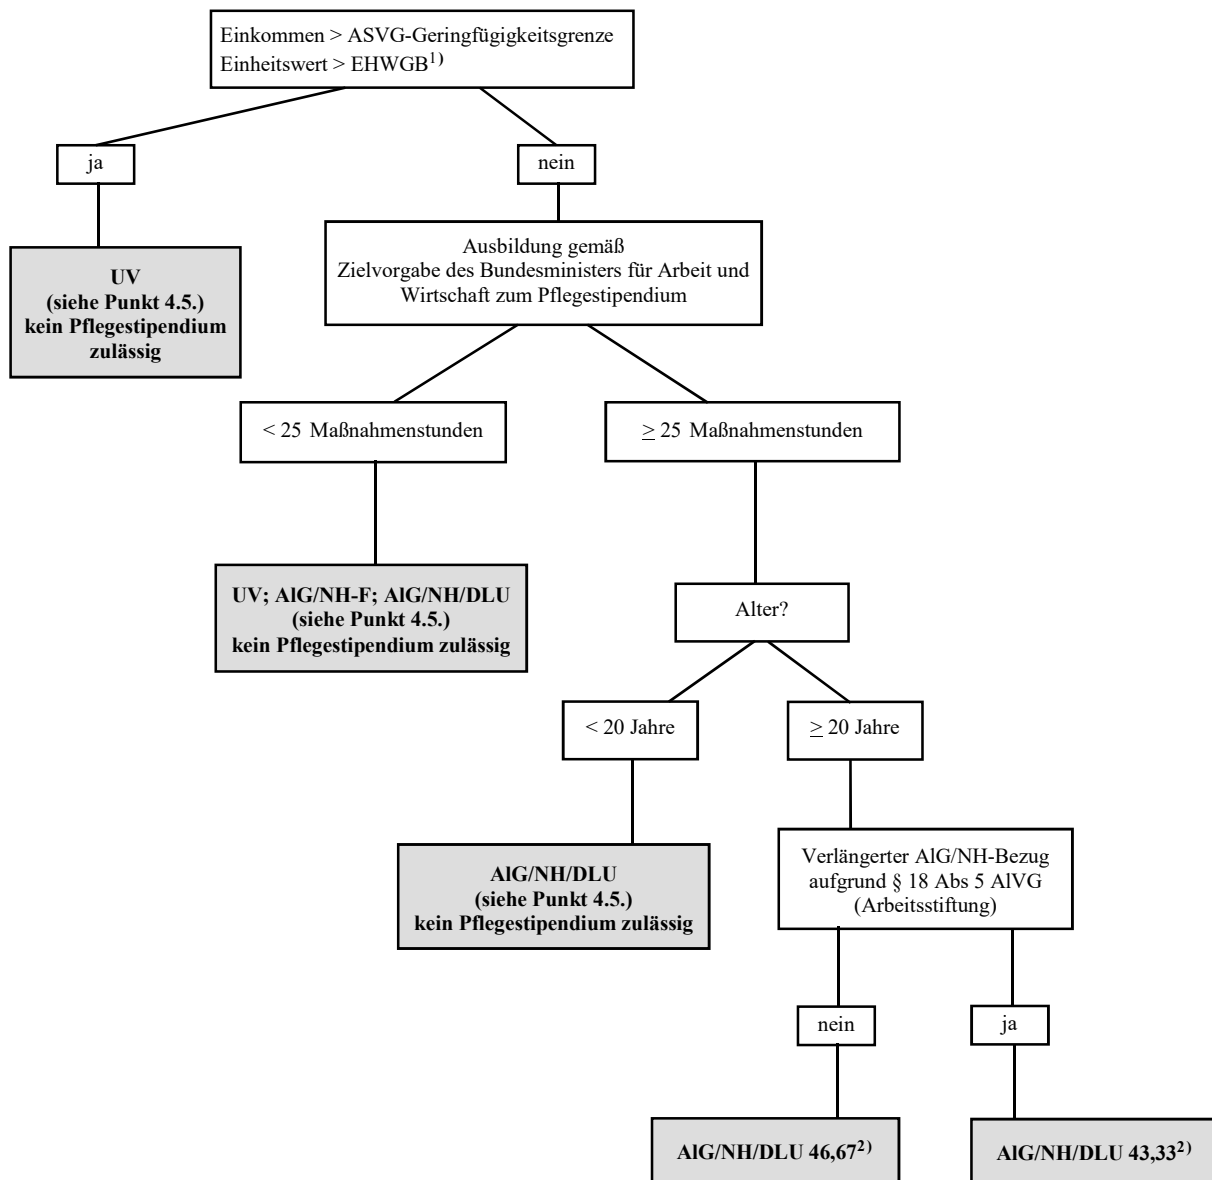 Einkommen > ASVG-Geringfügigkeitsgrenze
Einheitswert > EHWGB1)
ja
nein
UV
(siehe Punkt 4.5.)
kein Pflegestipendium
zulässig
Ausbildung gemäß
Zielvorgabe des Bundesministers für Arbeit und
Wirtschaft zum Pflegestipendium
< 25 Maßnahmenstunden
≥ 25 Maßnahmenstunden
UV; AlG/NH-F; AlG/NH/DLU
(siehe Punkt 4.5.)
kein Pflegestipendium zulässig
Alter?
< 20 Jahre
≥ 20 Jahre
AlG/NH/DLU
(siehe Punkt 4.5.)
kein Pflegestipendium zulässig
Verlängerter AlG/NH-Bezug
aufgrund § 18 Abs 5 AlVG
(Arbeitsstiftung)
nein
ja
AlG/NH/DLU 46,672)
AlG/NH/DLU 43,332)